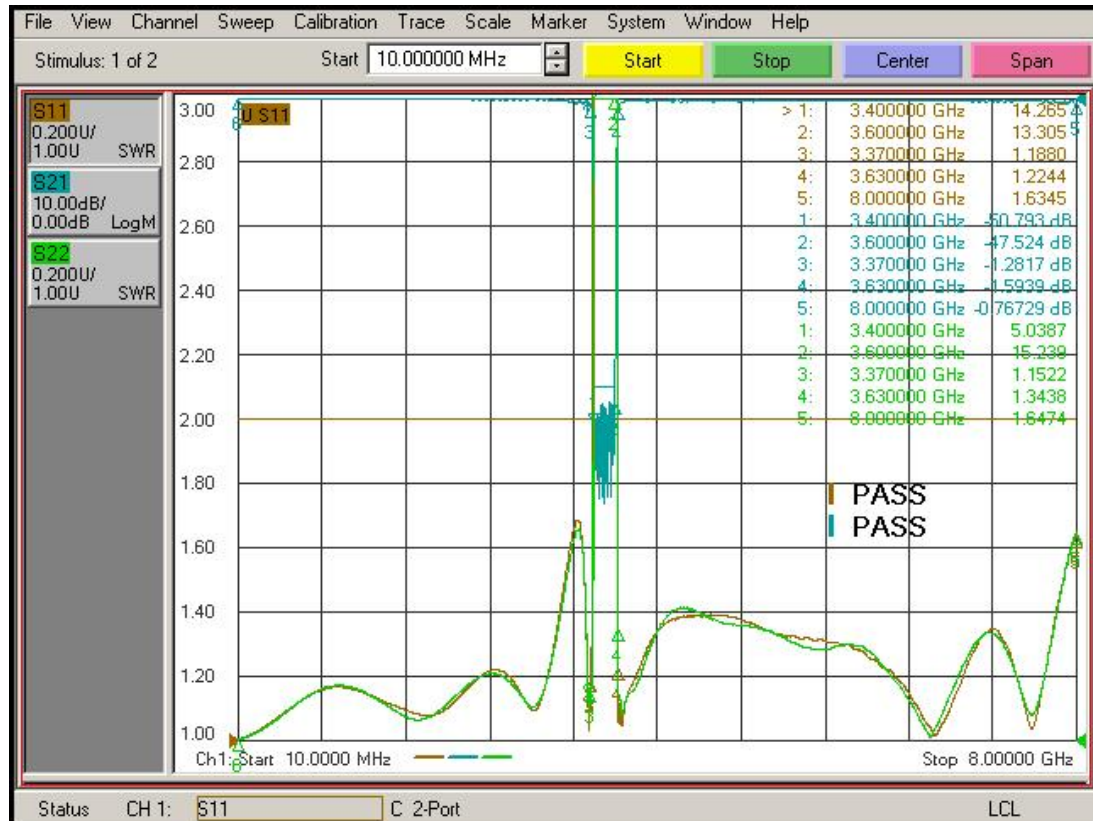 File View Channel Sweep Calibration Trace Scale Marker System Window Help
Stimulus: 1 of 2 Start 10.000000 MHz Start Stop Center Span
S11
0.200U/
1.00U SWR
S21
10.00dB/
0.00dB LogM
S22
0.200U/
1.00U SWR
3.00
2.80
2.60
2.40
2.20
2.00
1.80
1.60
1.40
1.20
1.00
U S11
> 1: 3.400000 GHz 14.265
2: 3.600000 GHz 13.305
3: 3.370000 GHz 1.1880
4: 3.630000 GHz 1.2244
5: 8.000000 GHz 1.6345
1: 3.400000 GHz -50.793 dB
2: 3.600000 GHz -47.524 dB
3: 3.370000 GHz -1.2817 dB
4: 3.630000 GHz -1.5939 dB
5: 8.000000 GHz -0.76729 dB
1: 3.400000 GHz 5.0387
2: 3.600000 GHz 15.239
3: 3.370000 GHz 1.1522
4: 3.630000 GHz 1.3438
5: 8.000000 GHz 1.6474
PASS
PASS
Ch1: Start 10.0000 MHz Stop 8.00000 GHz
Status CH 1: S11 C 2-Port LCL